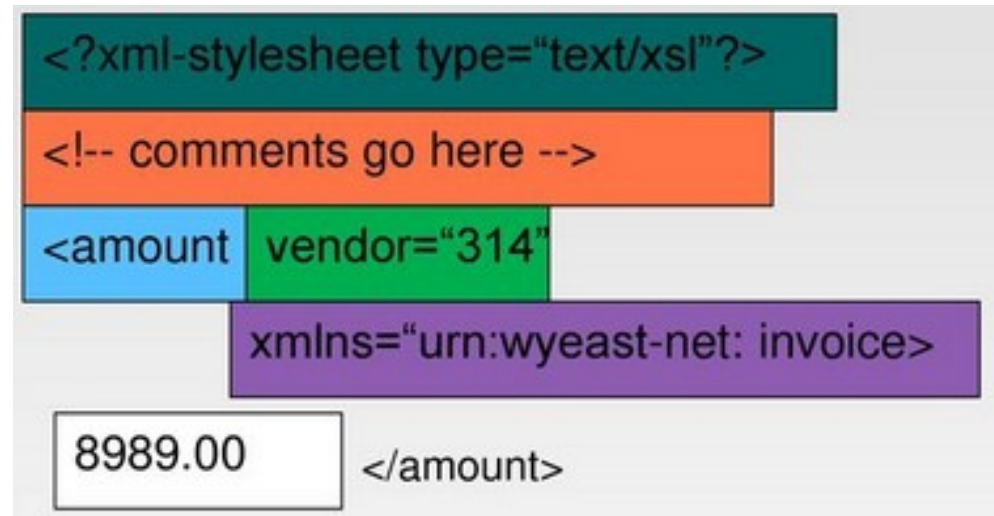 <?xml-stylesheet type=“text/xsl”?>
<!-- comments go here -->
<amount vendor=“314”
xmlns=“urn:wyeast-net: invoice>
8989.00 </amount>